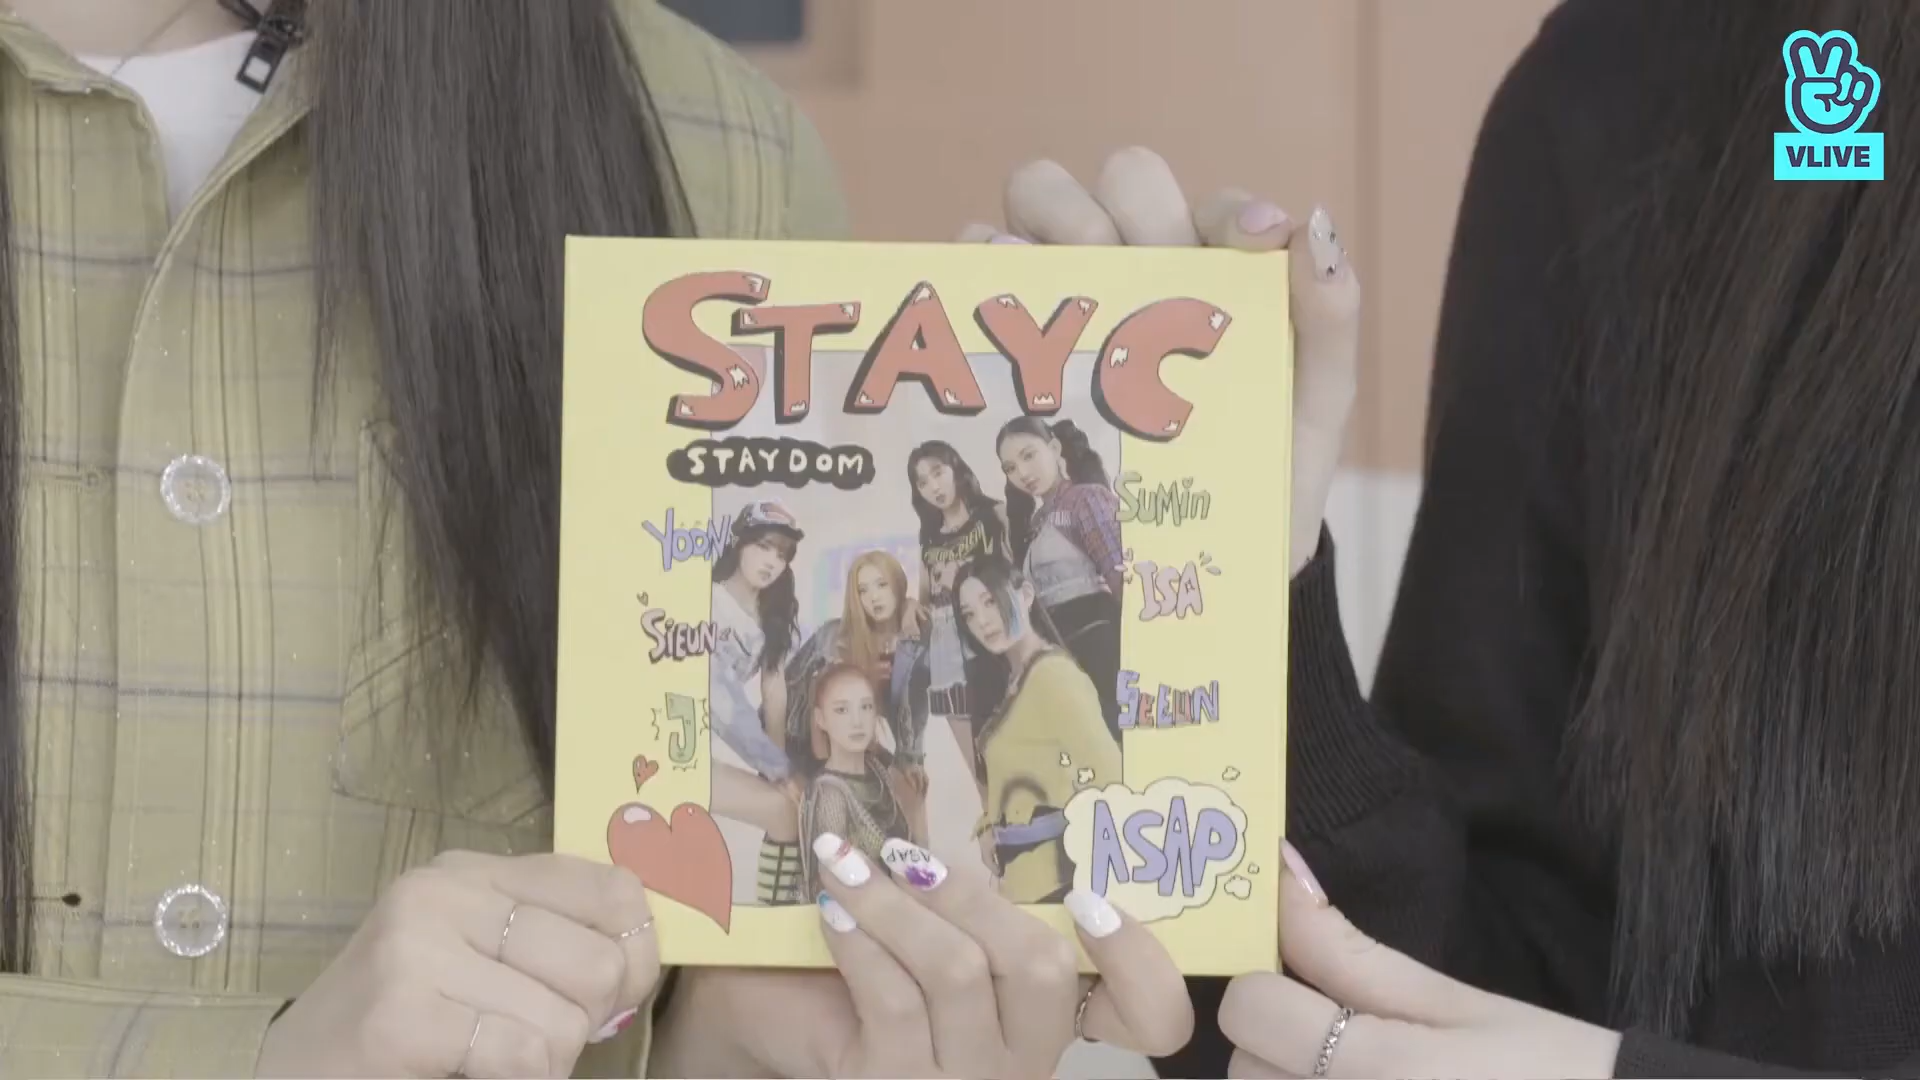 VLIVE
STAYC
STAYDOM
YOON
SUMIN
SIEUN
ISA
J
SEEUN
ASAP
ASAP